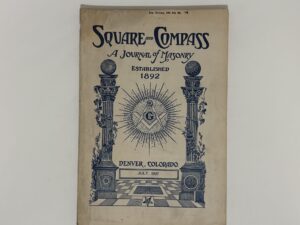 SQUARE AND COMPASS
A JOURNAL OF MASONRY
ESTABLISHED
1892
G
DENVER, COLORADO